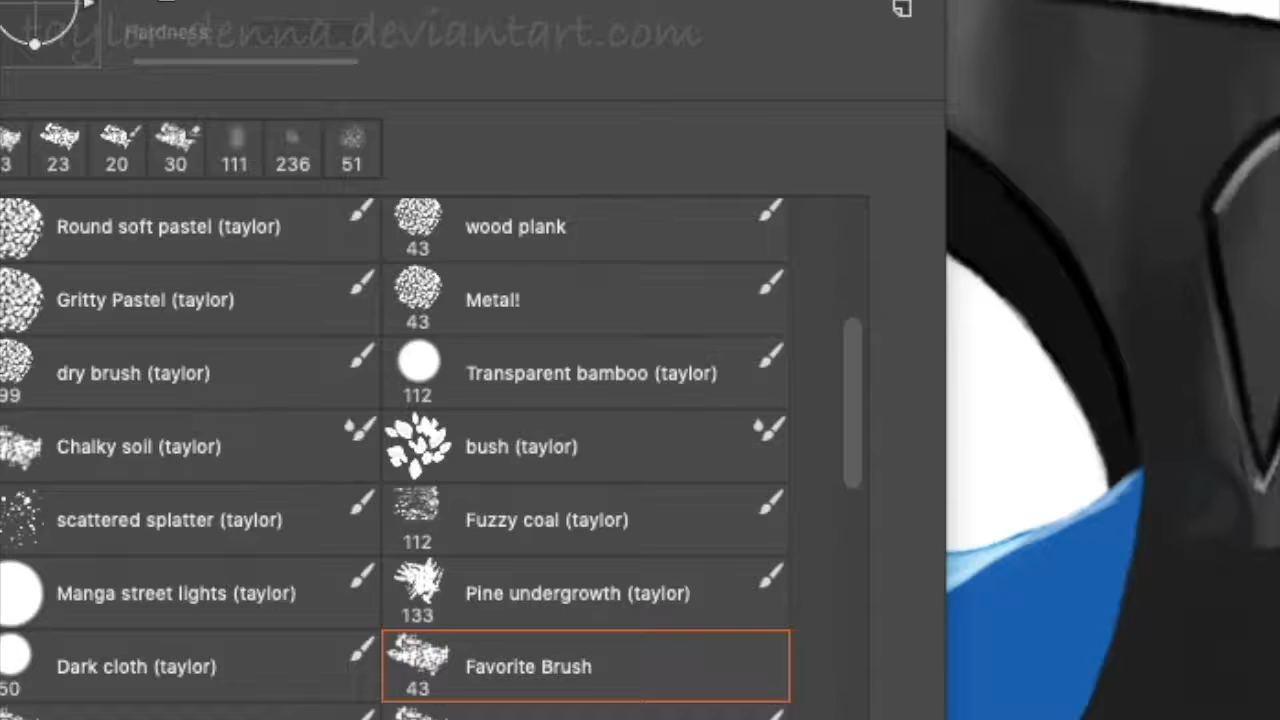 taylor-denna.deviantart.com
Hardness
3 23 20 30 111 236 51
Round soft pastel (taylor)
wood plank
43
Gritty Pastel (taylor)
Metal!
43
dry brush (taylor)
99
Transparent bamboo (taylor)
112
Chalky soil (taylor)
bush (taylor)
scattered splatter (taylor)
Fuzzy coal (taylor)
112
Manga street lights (taylor)
Pine undergrowth (taylor)
133
Dark cloth (taylor)
50
Favorite Brush
43